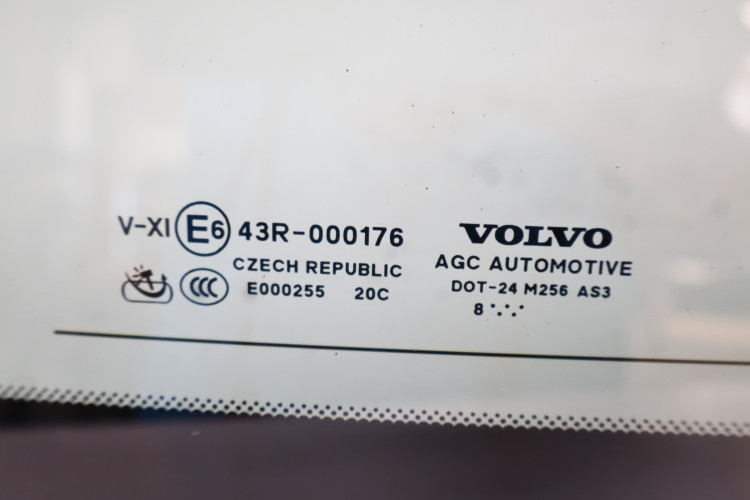 V-XI E6 43R-000176
CZECH REPUBLIC
CCC E000255 20C
VOLVO
AGC AUTOMOTIVE
DOT-24 M256 AS3
8